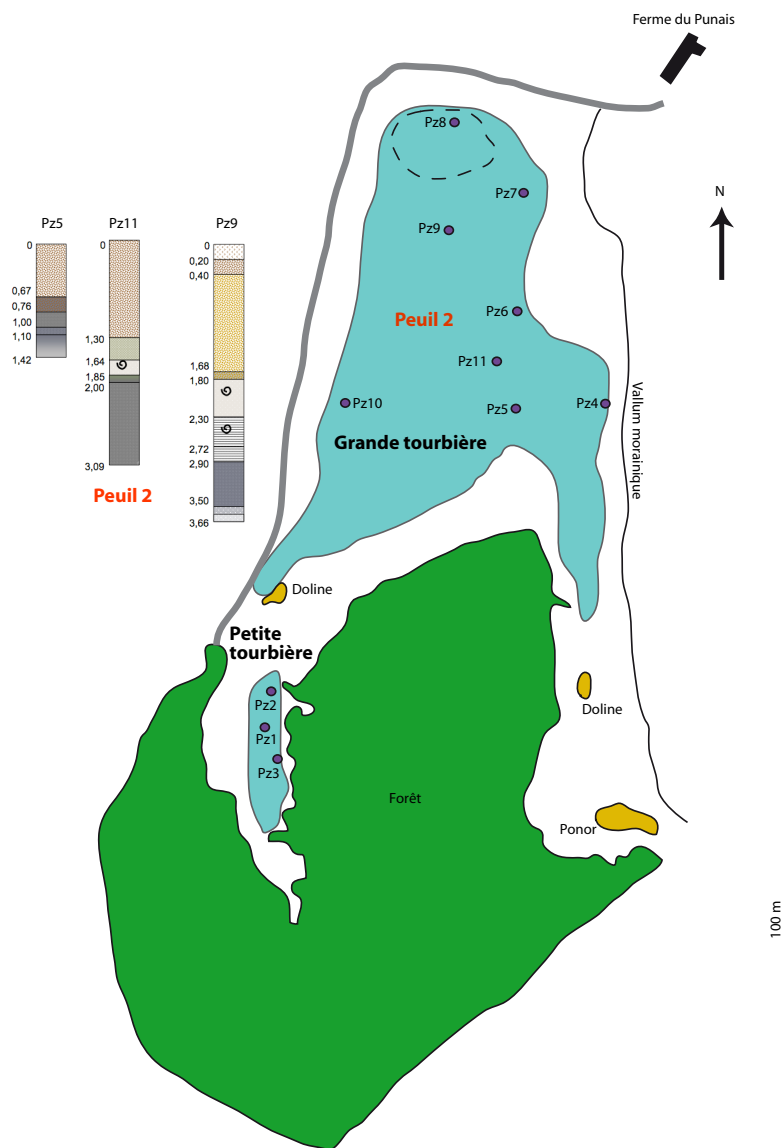 Ferme du Punais
Pz8
N
Pz7
Pz5
Pz11
Pz9
Pz9
0
0,67
0,76
1,00
1,10
1,42
0
1,30
1,64
1,85
2,00
3,09
0
0,20
0,40
1,68
1,80
2,30
2,72
2,90
3,50
3,66
Peuil 2
Pz6
Peuil 2
Pz11
Pz10
Pz5
Pz4
Grande tourbière
Vallum morainique
Doline
Petite
tourbière
Pz2
Pz1
Pz3
Doline
Forêt
Ponor
100 m